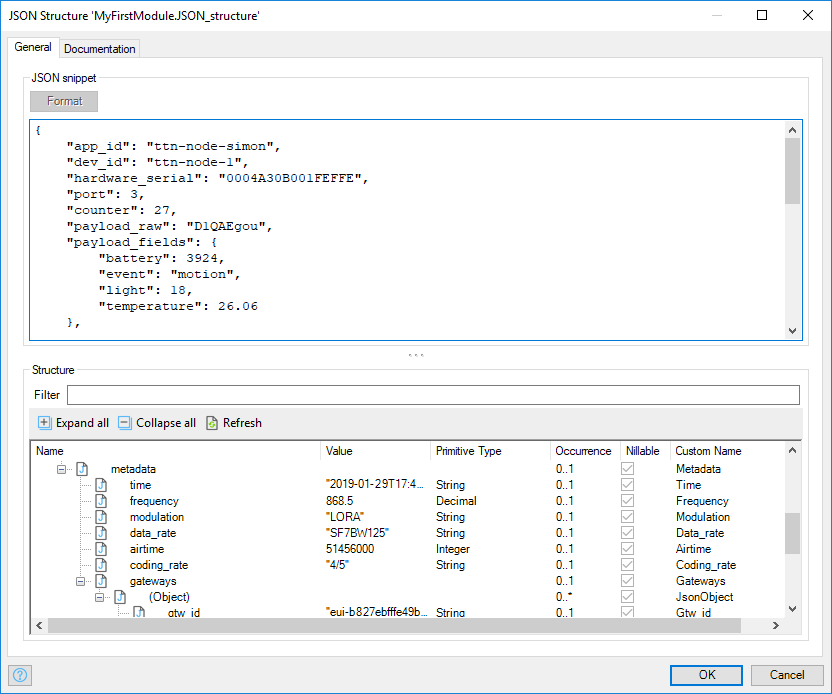 JSON Structure 'MyFirstModule.JSON_structure'
General Documentation
JSON snippet
Format
{
"app_id": "ttn-node-simon",
"dev_id": "ttn-node-1",
"hardware_serial": "0004A30B001FEFFE",
"port": 3,
"counter": 27,
"payload_raw": "D1QAEgou",
"payload_fields": {
"battery": 3924,
"event": "motion",
"light": 18,
"temperature": 26.06
},
Structure
Filter
Expand all Collapse all Refresh
Name Value Primitive Type Occurrence Nillable Custom Name
metadata 0..1 Metadata
time "2019-01-29T17:4... String 0..1 Time
frequency 868.5 Decimal 0..1 Frequency
modulation "LORA" String 0..1 Modulation
data_rate "SF7BW125" String 0..1 Data_rate
airtime 51456000 Integer 0..1 Airtime
coding_rate "4/5" String 0..1 Coding_rate
gateways 0..1 Gateways
(Object) 0..* JsonObject
gtw_id "eui-b827ebfffe49b... String 0..1 Gtw_id
OK Cancel